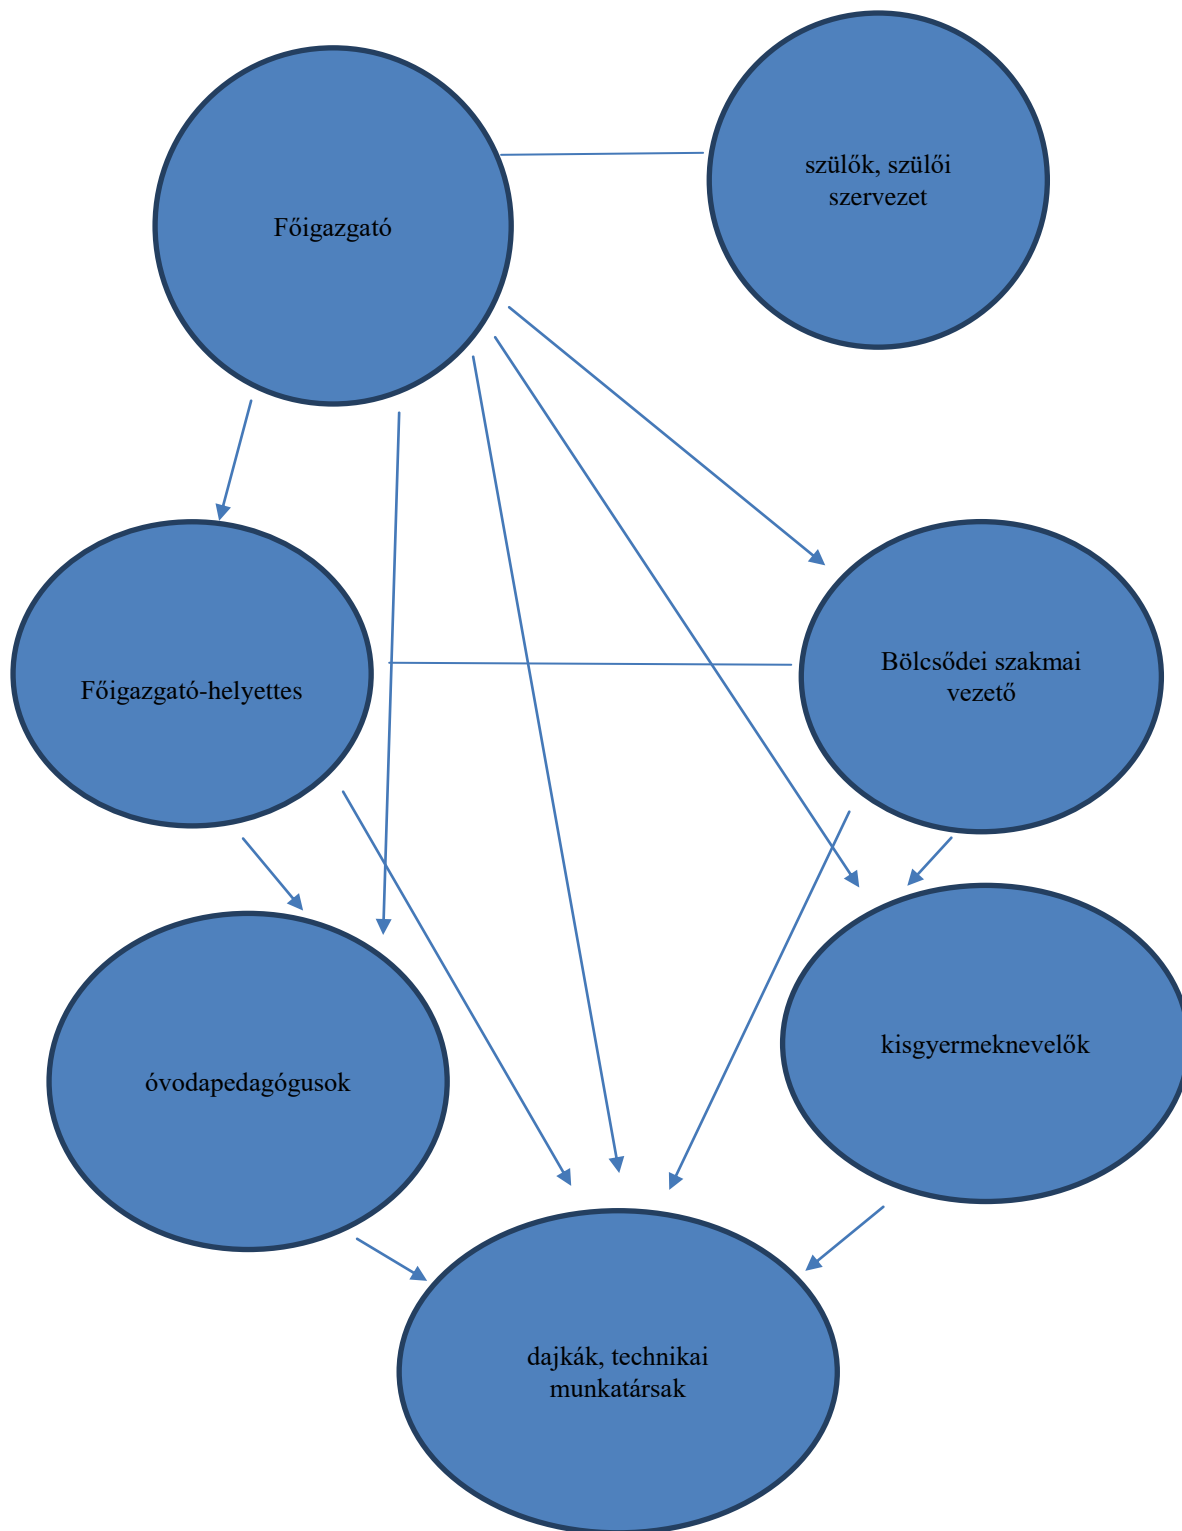 szülők, szülői
szervezet
Főigazgató
Bölcsődei szakmai
vezető
Főigazgató-helyettes
kisgyermeknevelők
óvodapedagógusok
dajkák, technikai
munkatársak